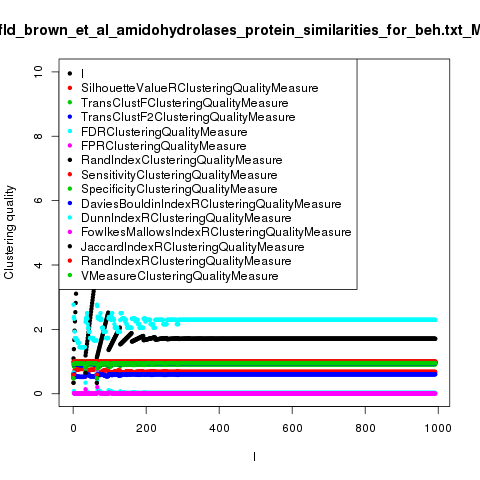 fld_brown_et_al_amidohydrolases_protein_similarities_for_beh.txt_M
10
8
6
4
2
0
Clustering quality
I
SilhouetteValueRClusteringQualityMeasure
TransClustFClusteringQualityMeasure
TransClustF2ClusteringQualityMeasure
FDRClusteringQualityMeasure
FPRClusteringQualityMeasure
RandIndexClusteringQualityMeasure
SensitivityClusteringQualityMeasure
SpecificityClusteringQualityMeasure
DaviesBouldinIndexRClusteringQualityMeasure
DunnIndexRClusteringQualityMeasure
FowlkesMallowsIndexRClusteringQualityMeasure
JaccardIndexRClusteringQualityMeasure
RandIndexRClusteringQualityMeasure
VMeasureClusteringQualityMeasure
0 200 400 600 800 1000
I